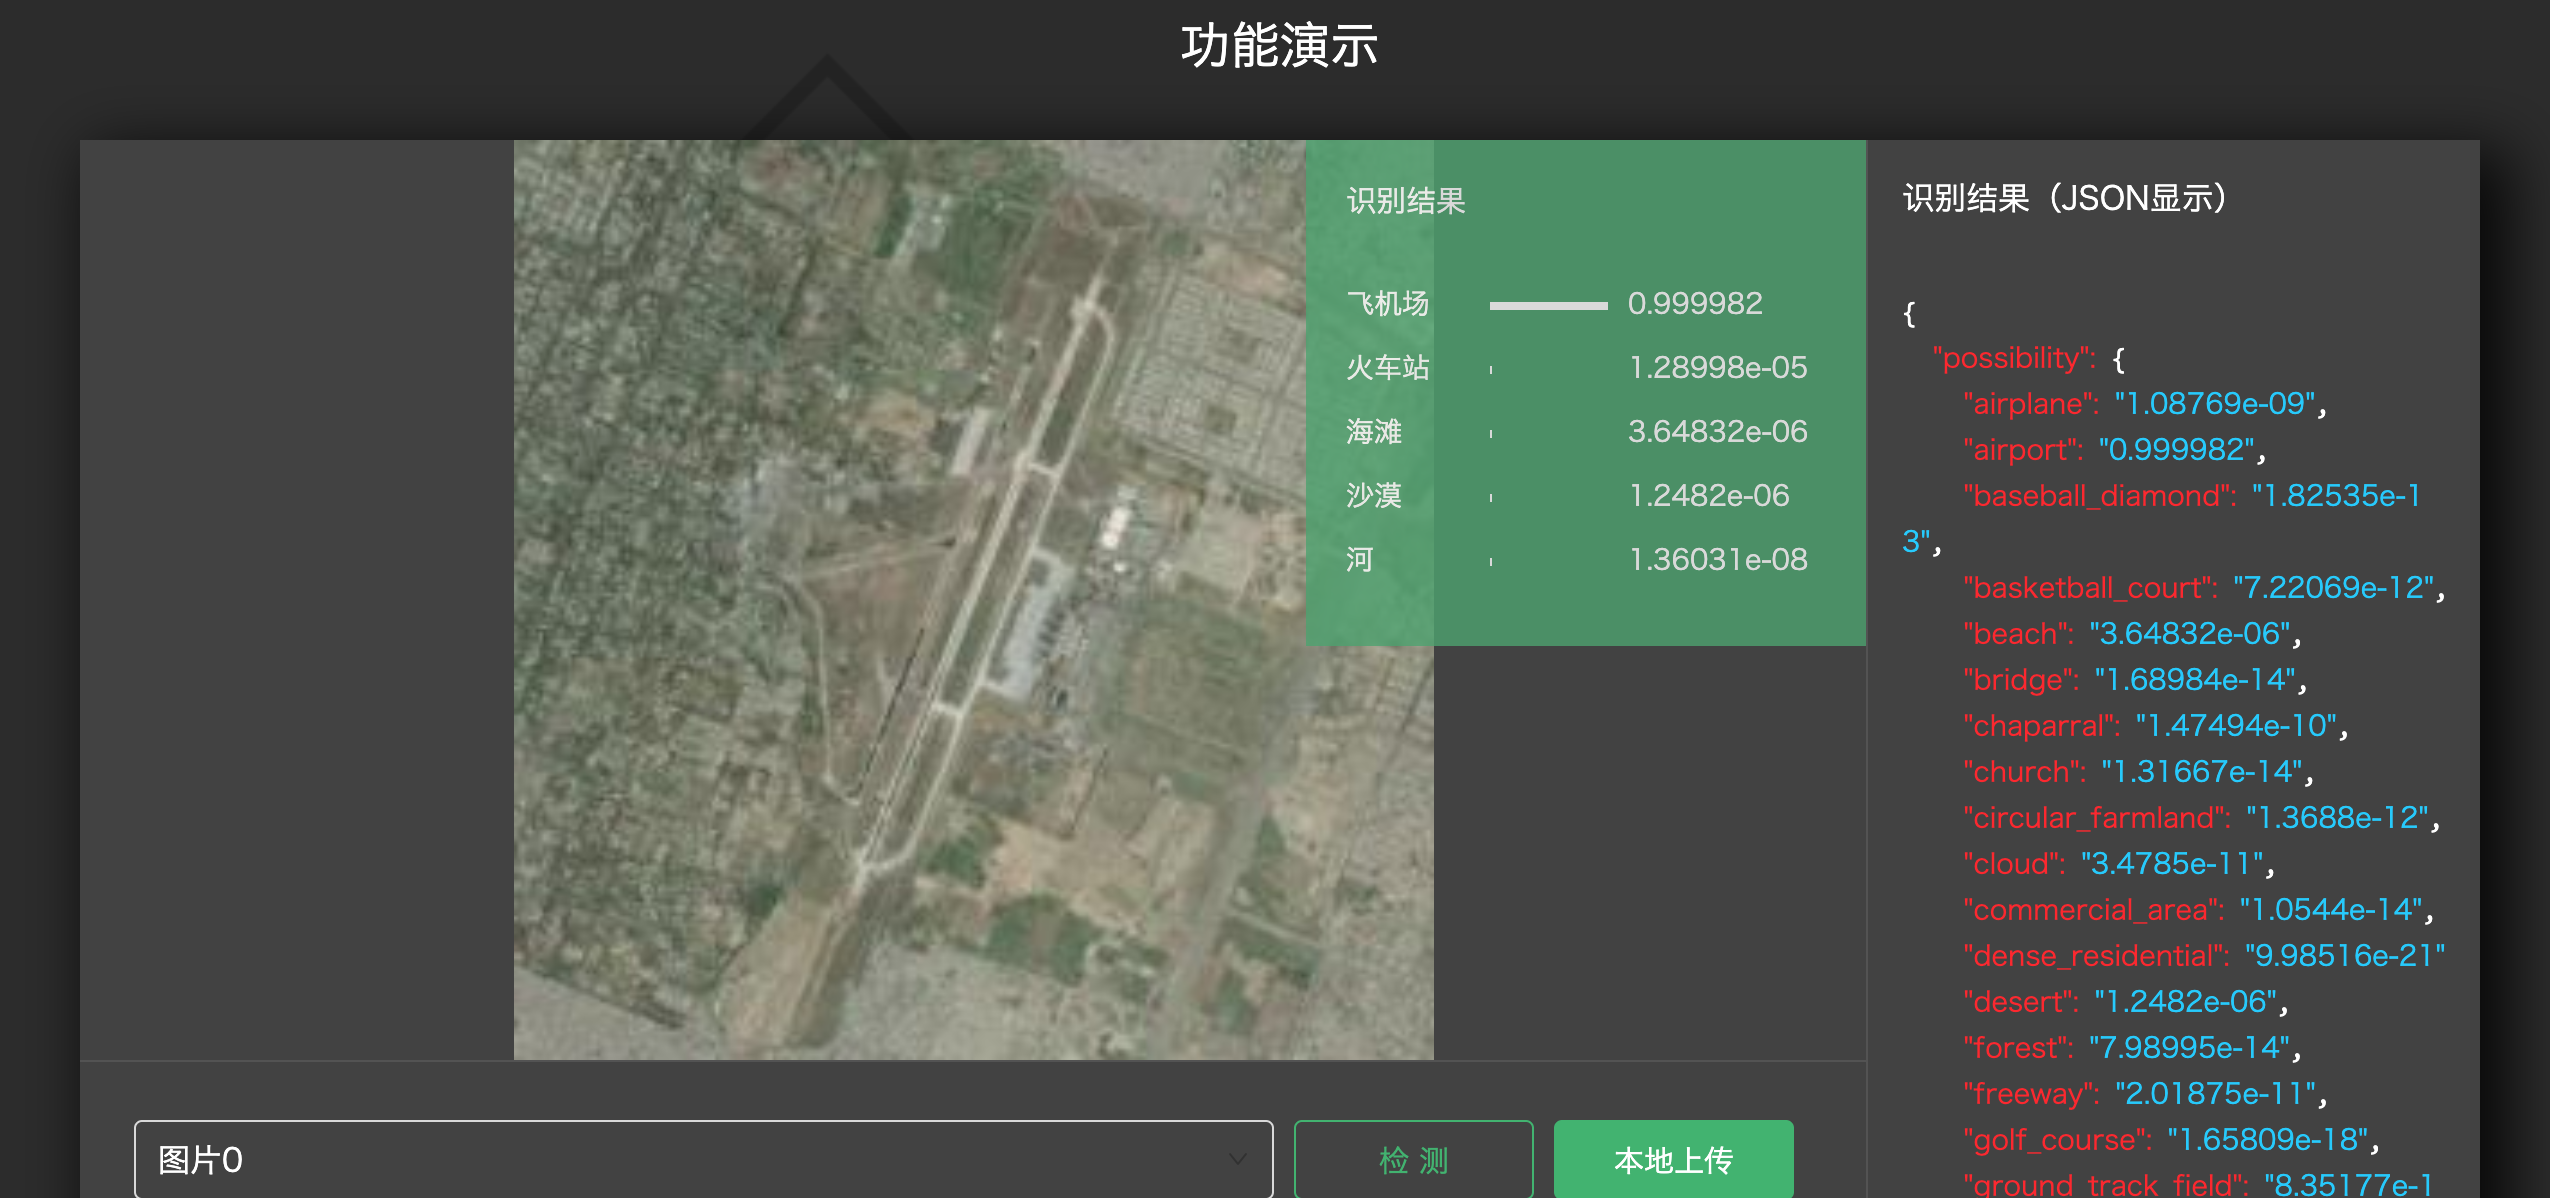 功能演示
识别结果
飞机场 0.999982
火车站 1.28998e-05
海滩 3.64832e-06
沙漠 1.2482e-06
河 1.36031e-08
图片0
检 测
本地上传
识别结果（JSON显示）
{
"possibility": {
"airplane": "1.08769e-09",
"airport": "0.999982",
"baseball_diamond": "1.82535e-1
3",
"basketball_court": "7.22069e-12",
"beach": "3.64832e-06",
"bridge": "1.68984e-14",
"chaparral": "1.47494e-10",
"church": "1.31667e-14",
"circular_farmland": "1.3688e-12",
"cloud": "3.4785e-11",
"commercial_area": "1.0544e-14",
"dense_residential": "9.98516e-21"
"desert": "1.2482e-06",
"forest": "7.98995e-14",
"freeway": "2.01875e-11",
"golf_course": "1.65809e-18",
"ground_track_field": "8.35177e-1